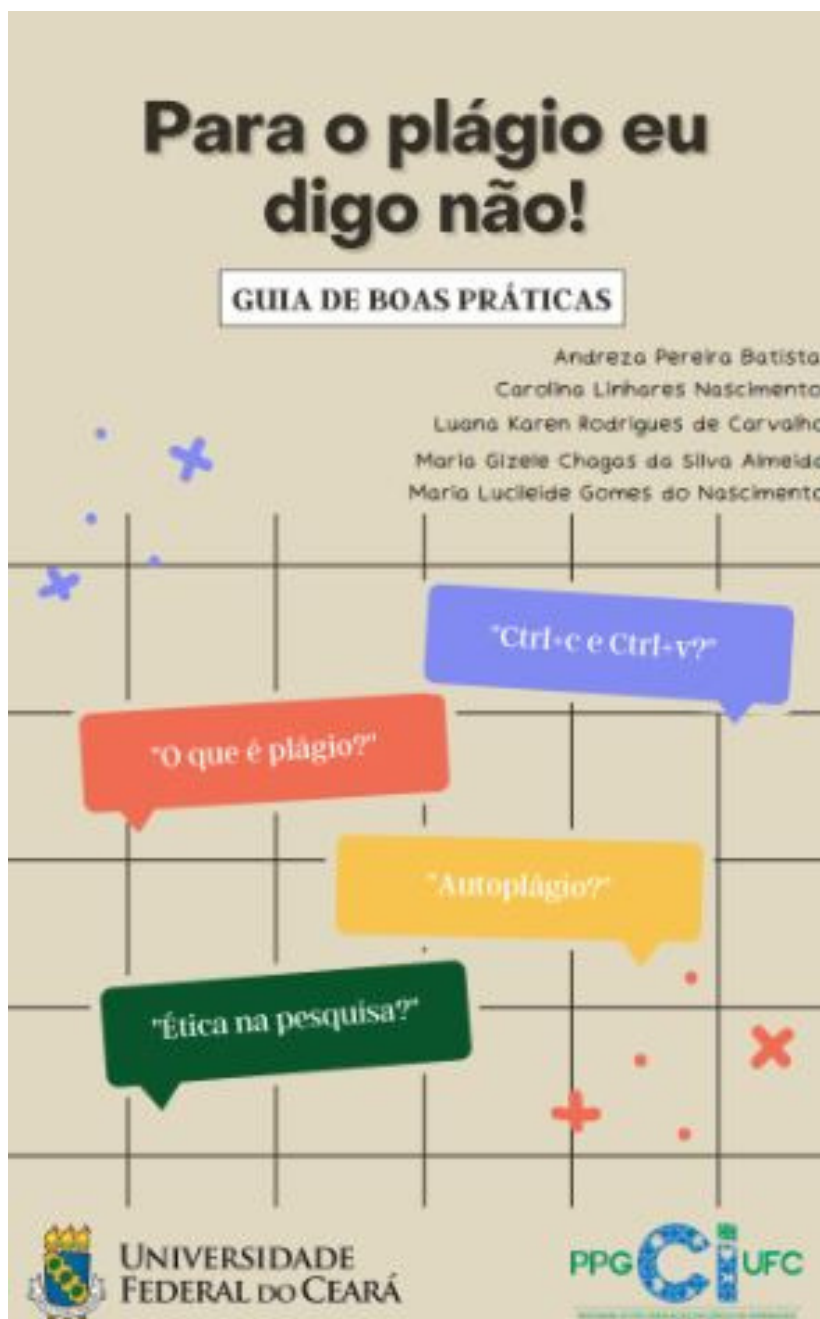 Para o plágio eu
digo não!
GUIA DE BOAS PRÁTICAS
Andreza Pereira Batista
Carolina Linhares Nascimento
Luana Karen Rodrigues de Carvalho
Maria Gizele Chagas da Silva Almeida
Maria Lucileide Gomes do Nascimento
"Ctrl+c e Ctrl+v?"
"O que é plágio?"
"Autoplágio?"
"Ética na pesquisa?"
UNIVERSIDADE
FEDERAL DO CEARÁ
PPGCiUFC